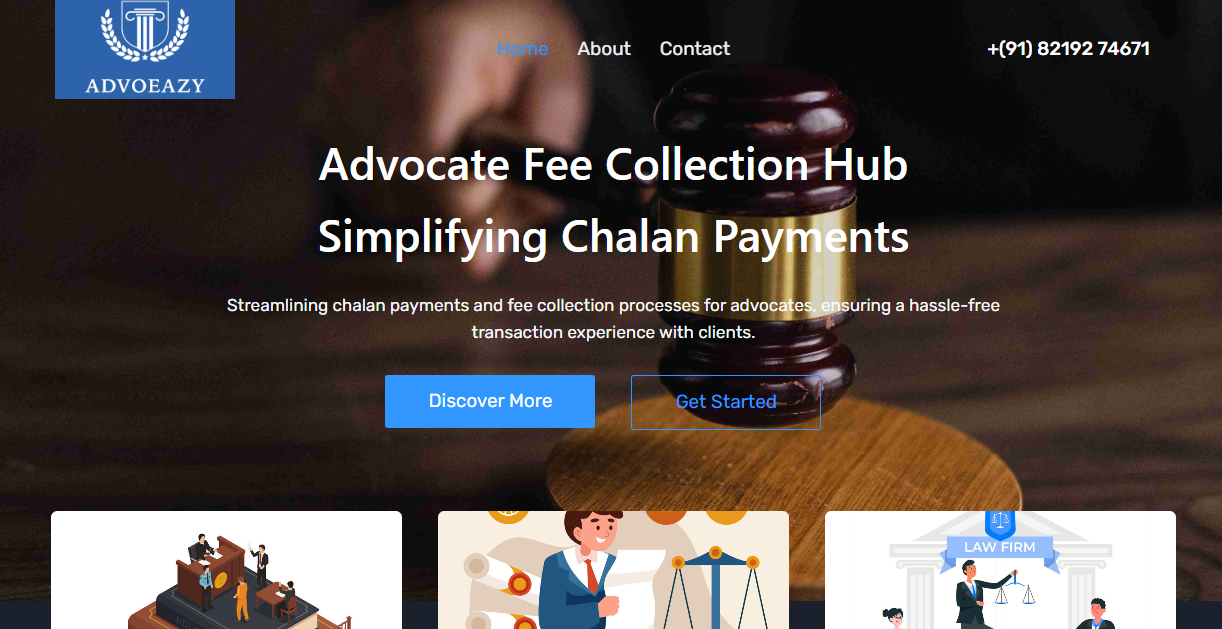 ADVOEAZY
Home About Contact
+(91) 82192 74671
Advocate Fee Collection Hub
Simplifying Chalan Payments
Streamlining chalan payments and fee collection processes for advocates, ensuring a hassle-free
transaction experience with clients.
Discover More
Get Started
LAW FIRM